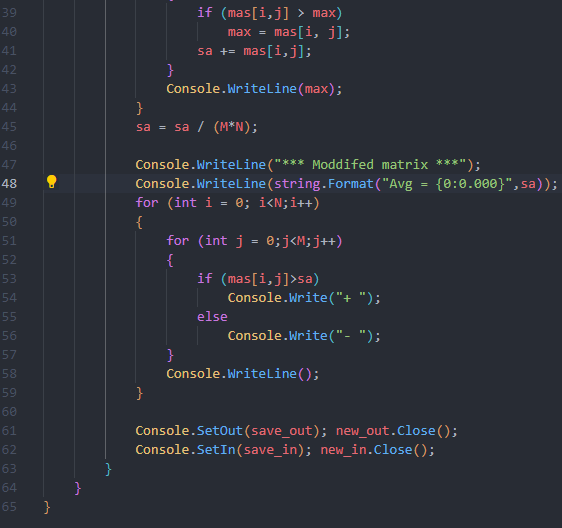 39 if (mas[i,j] > max)
40 max = mas[i, j];
41 sa += mas[i,j];
42 }
43 Console.WriteLine(max);
44 }
45 sa = sa / (M*N);
46
47 Console.WriteLine("*** Moddifed matrix ***");
48 Console.WriteLine(string.Format("Avg = {0:0.000}",sa));
49 for (int i = 0; i<N;i++)
50 {
51 for (int j = 0;j<M;j++)
52 {
53 if (mas[i,j]>sa)
54 Console.Write("+ ");
55 else
56 Console.Write("- ");
57 }
58 Console.WriteLine();
59 }
60
61 Console.SetOut(save_out); new_out.Close();
62 Console.SetIn(save_in); new_in.Close();
63 }
64 }
65 }